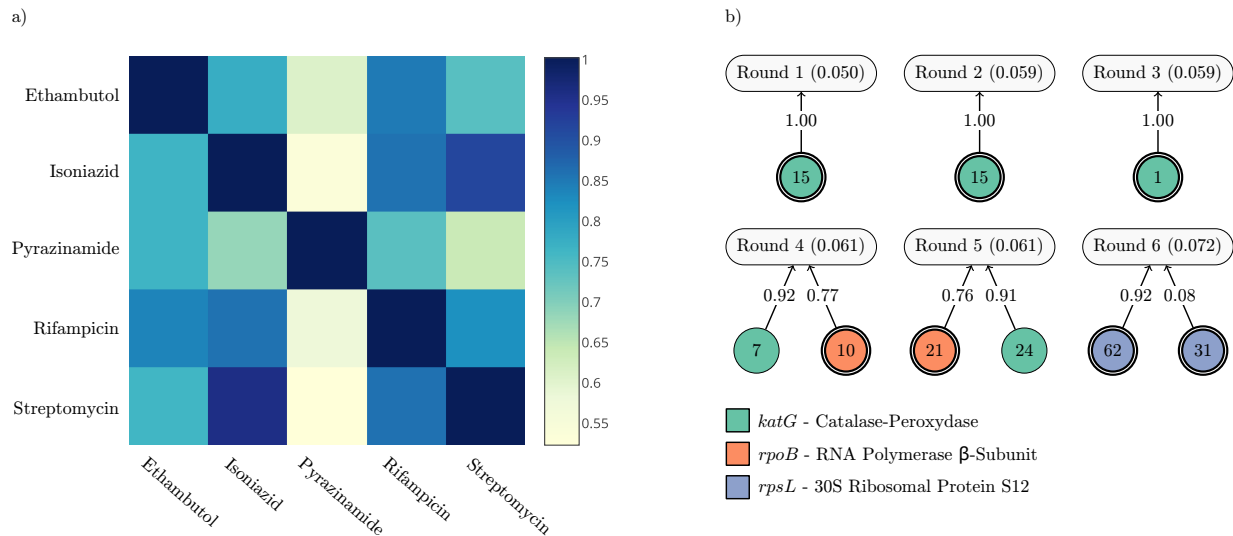 a)
Ethambutol
Isoniazid
Pyrazinamide
Rifampicin
Streptomycin
Ethambutol
Isoniazid
Pyrazinamide
Rifampicin
Streptomycin
1
0.95
0.9
0.85
0.8
0.75
0.7
0.65
0.6
0.55
b)
Round 1 (0.050)
1.00
15
Round 2 (0.059)
1.00
15
Round 3 (0.059)
1.00
1
Round 4 (0.061)
0.92 0.77
7 10
Round 5 (0.061)
0.76 0.91
21 24
Round 6 (0.072)
0.92 0.08
62 31
katG - Catalase-Peroxydase
rpoB - RNA Polymerase β-Subunit
rpsL - 30S Ribosomal Protein S12